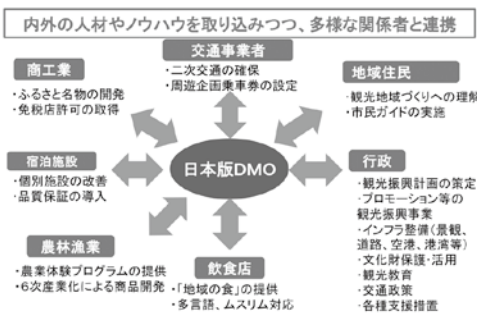 内外の人材やノウハウを取り込みつつ、多様な関係者と連携
交通事業者
・二次交通の確保
・周遊企画乗車券の設定
商工業
・ふるさと名物の開発
・免税店許可の取得
地域住民
・観光地域づくりへの理解
・市民ガイドの実施
宿泊施設
・個別施設の改善
・品質保証の導入
日本版DMO
行政
・観光振興計画の策定
・プロモーション等の
観光振興事業
・インフラ整備(景観、
道路、空港、港湾等)
・文化財保護・活用
・観光教育
・交通政策
・各種支援措置
農林漁業
・農業体験プログラムの提供
・6次産業化による商品開発
飲食店
・「地域の食」の提供
・多言語、ムスリム対応